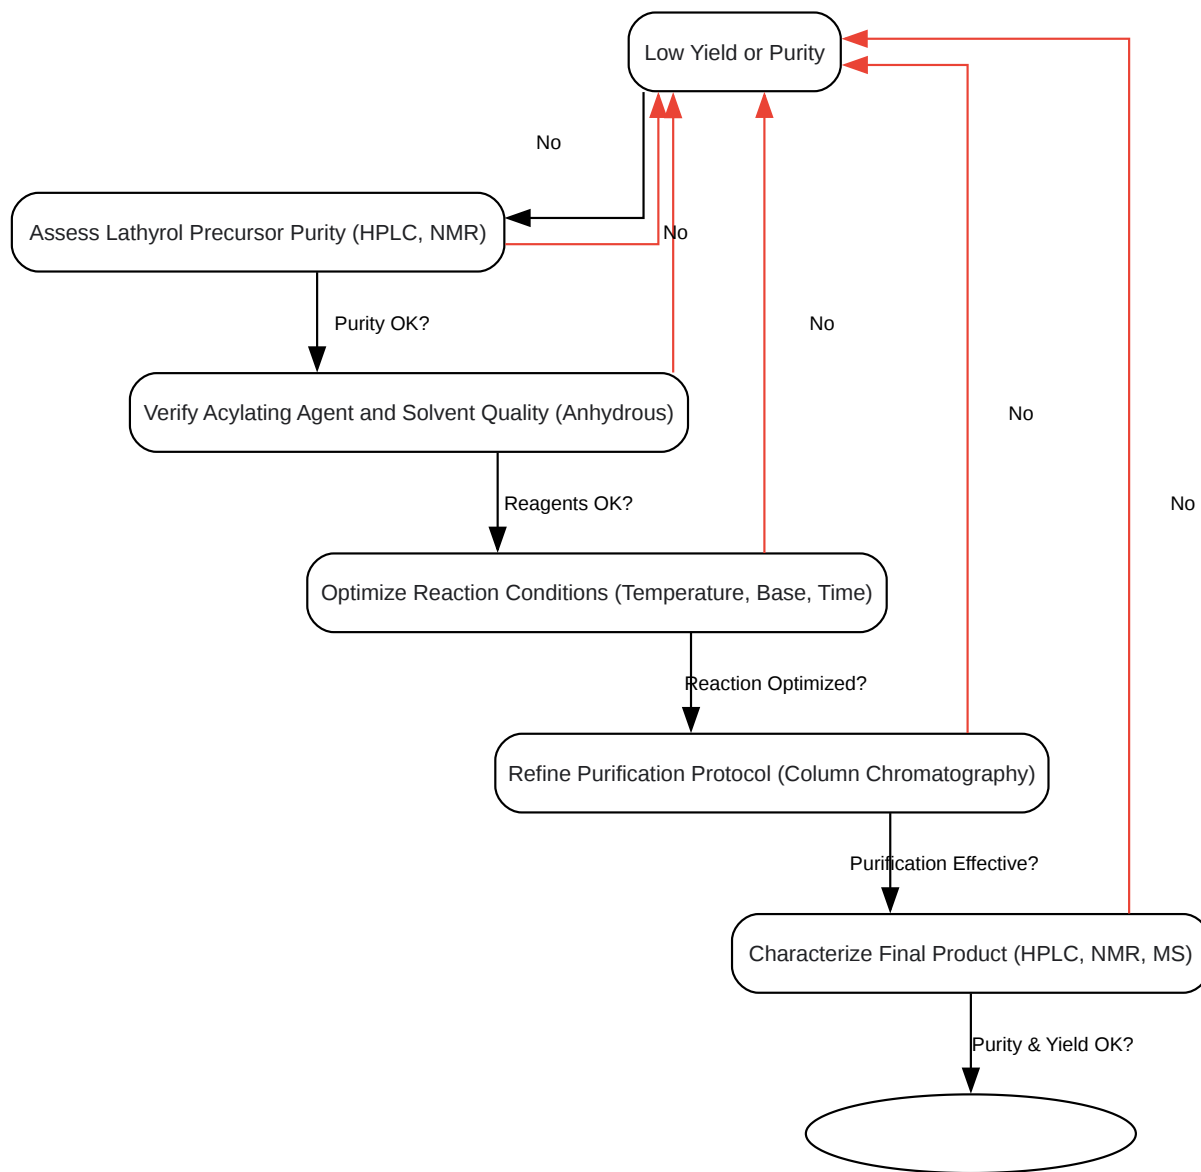 Low Yield or Purity
No
Assess Lathyrol Precursor Purity (HPLC, NMR)
No
Purity OK?
No
Verify Acylating Agent and Solvent Quality (Anhydrous)
No
Reagents OK?
No
Optimize Reaction Conditions (Temperature, Base, Time)
Reaction Optimized?
Refine Purification Protocol (Column Chromatography)
Purification Effective?
Characterize Final Product (HPLC, NMR, MS)
Purity & Yield OK?